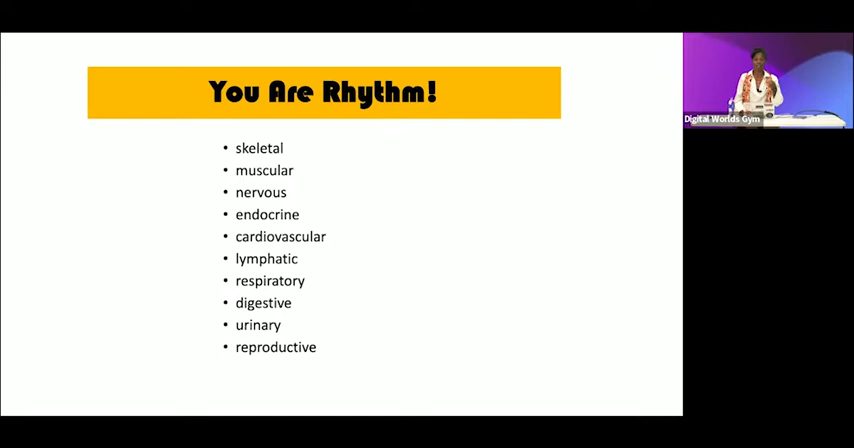 You Are Rhythm!
• skeletal
• muscular
• nervous
• endocrine
• cardiovascular
• lymphatic
• respiratory
• digestive
• urinary
• reproductive
Digital Worlds Gym